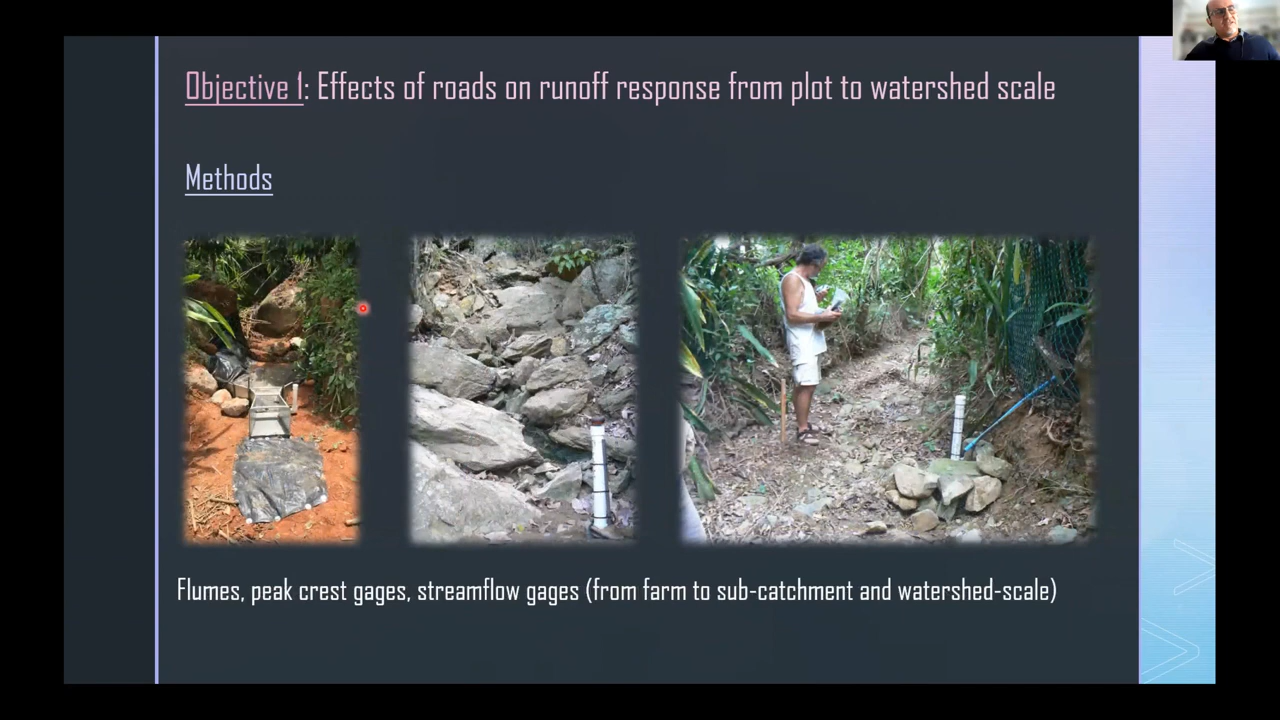 Objective 1: Effects of roads on runoff response from plot to watershed scale
Methods
Flumes, peak crest gages, streamflow gages (from farm to sub-catchment and watershed-scale)